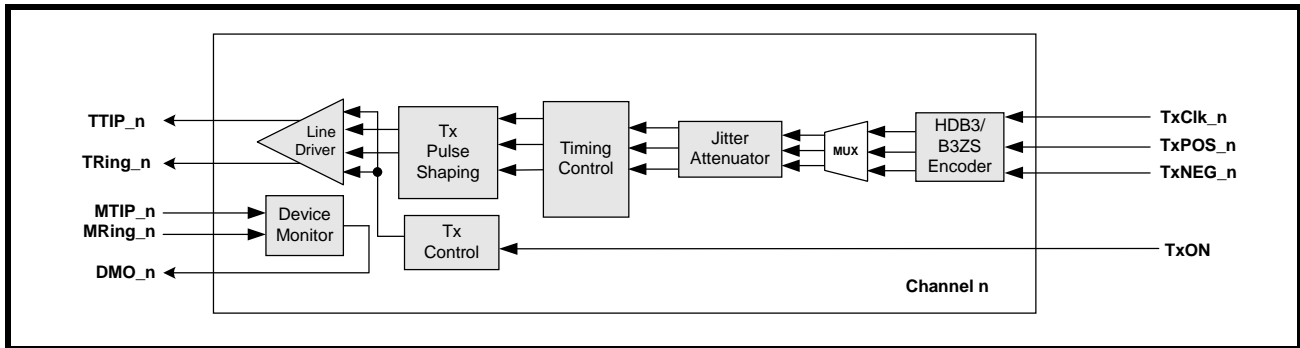 TTIP_n
TRing_n
MTIP_n
MRing_n
DMO_n
Line
Driver
Device
Monitor
Tx
Pulse
Shaping
Tx
Control
Timing
Control
Jitter
Attenuator
MUX
HDB3/
B3ZS
Encoder
TxClk_n
TxPOS_n
TxNEG_n
TxON
Channel n